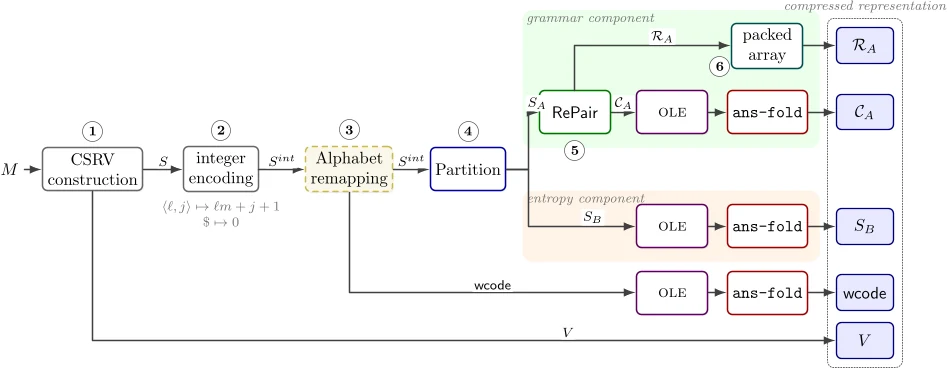 compressed representation
grammar component
R_A
packed
array
R_A
6
S_A
RePair
C_A
OLE
ans-fold
C_A
5
1
2
3
4
M
CSRV
construction
S
integer
encoding
S^int
Alphabet
remapping
S^int
Partition
⟨ℓ, j⟩ ↦ ℓm + j + 1
$ ↦ 0
entropy component
S_B
OLE
ans-fold
S_B
wcode
OLE
ans-fold
wcode
V
V